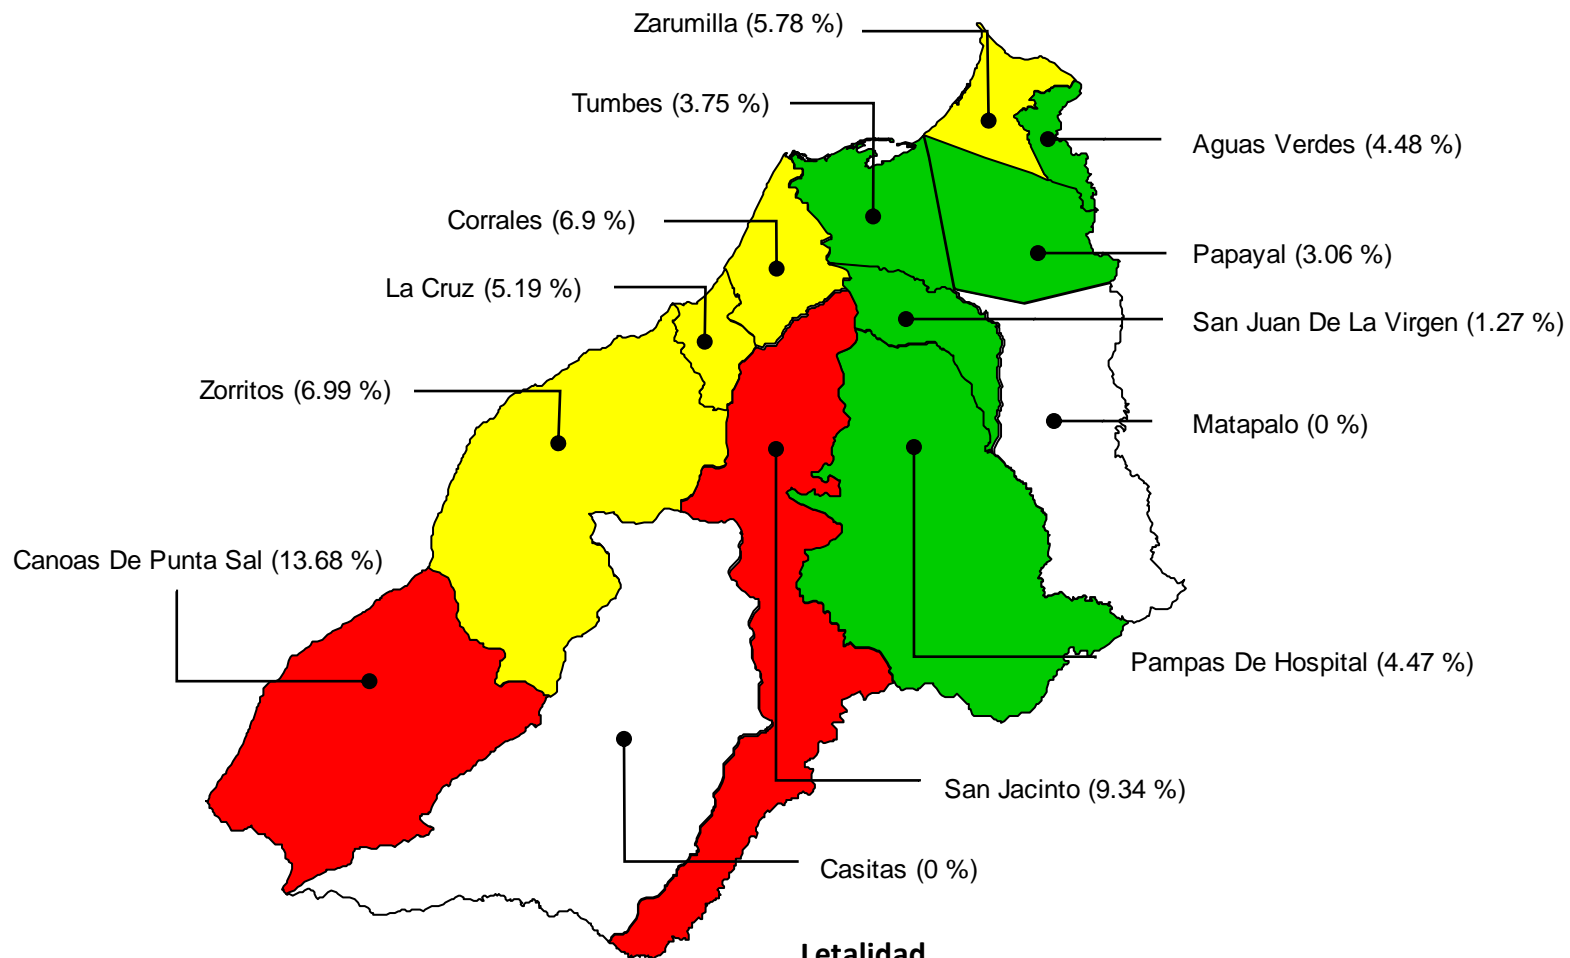 Zarumilla (5.78 %)
Tumbes (3.75 %)
Aguas Verdes (4.48 %)
Corrales (6.9 %)
Papayal (3.06 %)
La Cruz (5.19 %)
San Juan De La Virgen (1.27 %)
Zorritos (6.99 %)
Matapalo (0 %)
Canoas De Punta Sal (13.68 %)
Pampas De Hospital (4.47 %)
San Jacinto (9.34 %)
Casitas (0 %)
Letalidad